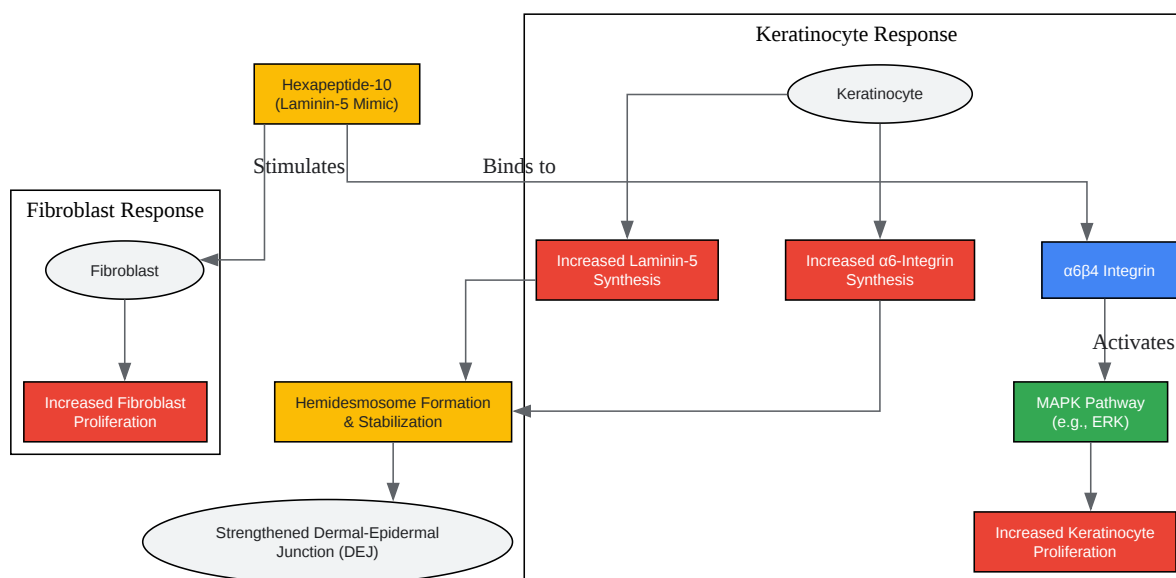 Keratinocyte Response
Hexapeptide-10
(Laminin-5 Mimic)
Keratinocyte
Stimulates
Binds to
Fibroblast Response
Fibroblast
Increased Laminin-5
Synthesis
Increased α6-Integrin
Synthesis
α6β4 Integrin
Activates
Increased Fibroblast
Proliferation
Hemidesmosome Formation
& Stabilization
MAPK Pathway
(e.g., ERK)
Strengthened Dermal-Epidermal
Junction (DEJ)
Increased Keratinocyte
Proliferation